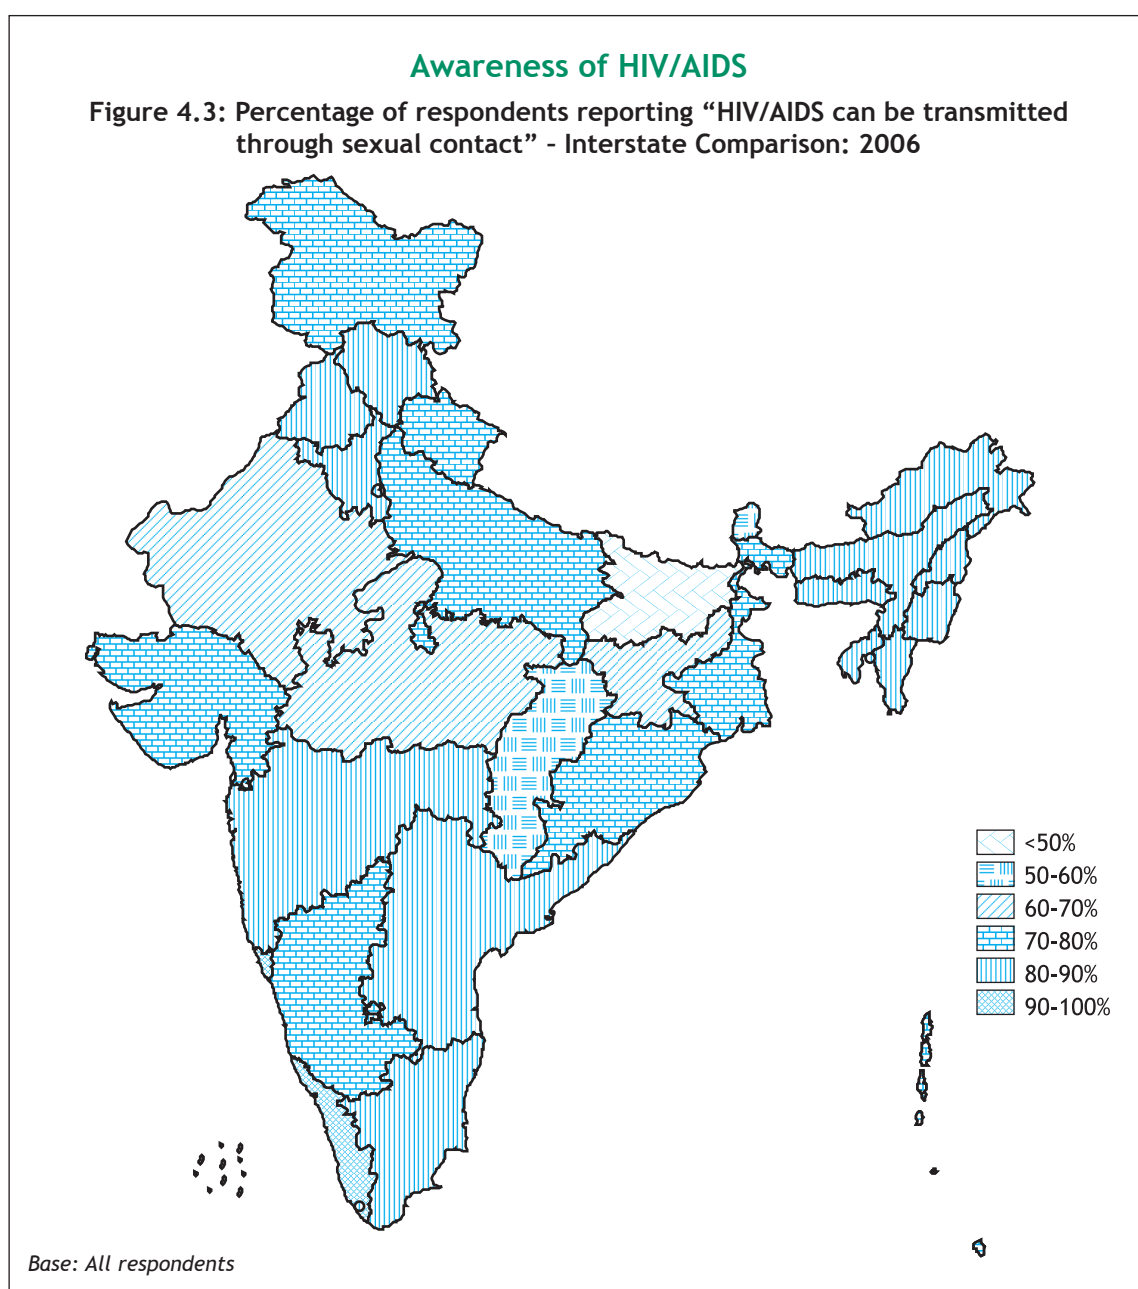 Awareness of HIV/AIDS
Figure 4.3: Percentage of respondents reporting “HIV/AIDS can be transmitted
through sexual contact” – Interstate Comparison: 2006
<50%
50-60%
60-70%
70-80%
80-90%
90-100%
Base: All respondents